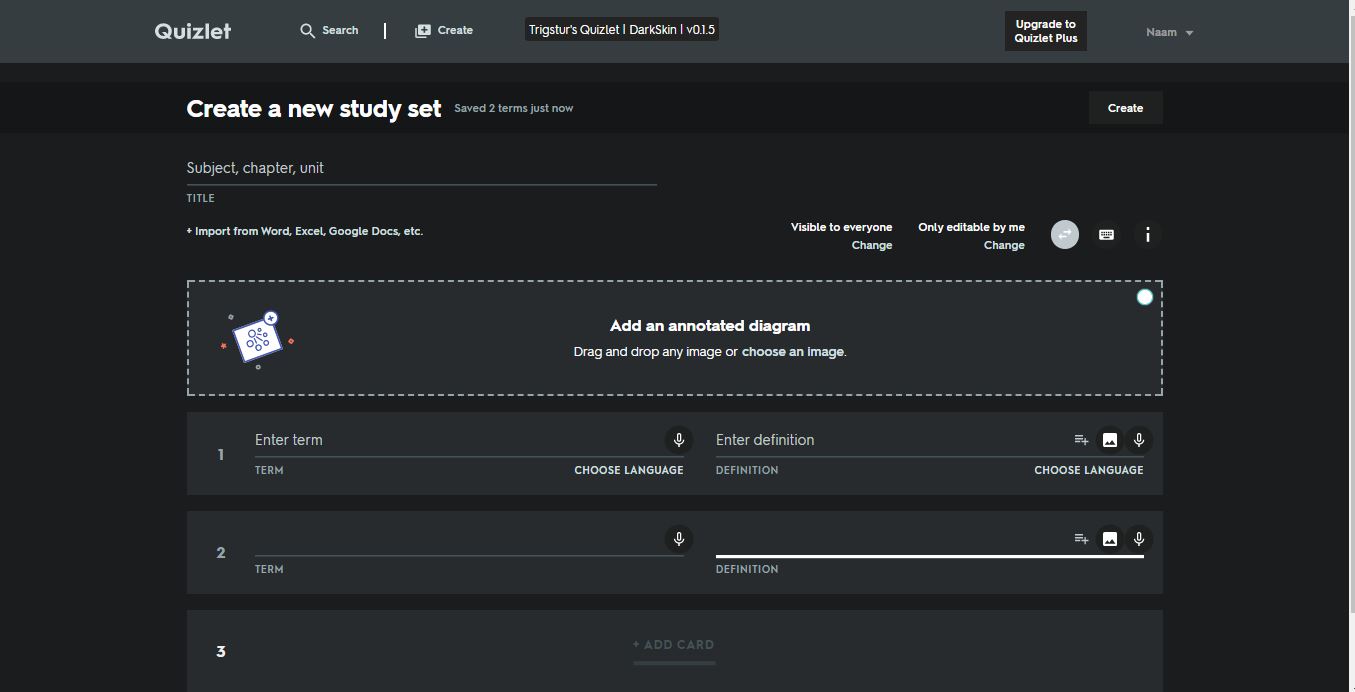 Quizlet
Search
Create
Trigstur's Quizlet | DarkSkin | v0.1.5
Upgrade to
Quizlet Plus
Naam
Create a new study set
Saved 2 terms just now
Create
Subject, chapter, unit
TITLE
+ Import from Word, Excel, Google Docs, etc.
Visible to everyone
Change
Only editable by me
Change
Add an annotated diagram
Drag and drop any image or choose an image.
1
Enter term
TERM
CHOOSE LANGUAGE
Enter definition
DEFINITION
CHOOSE LANGUAGE
2
TERM
DEFINITION
3
+ ADD CARD